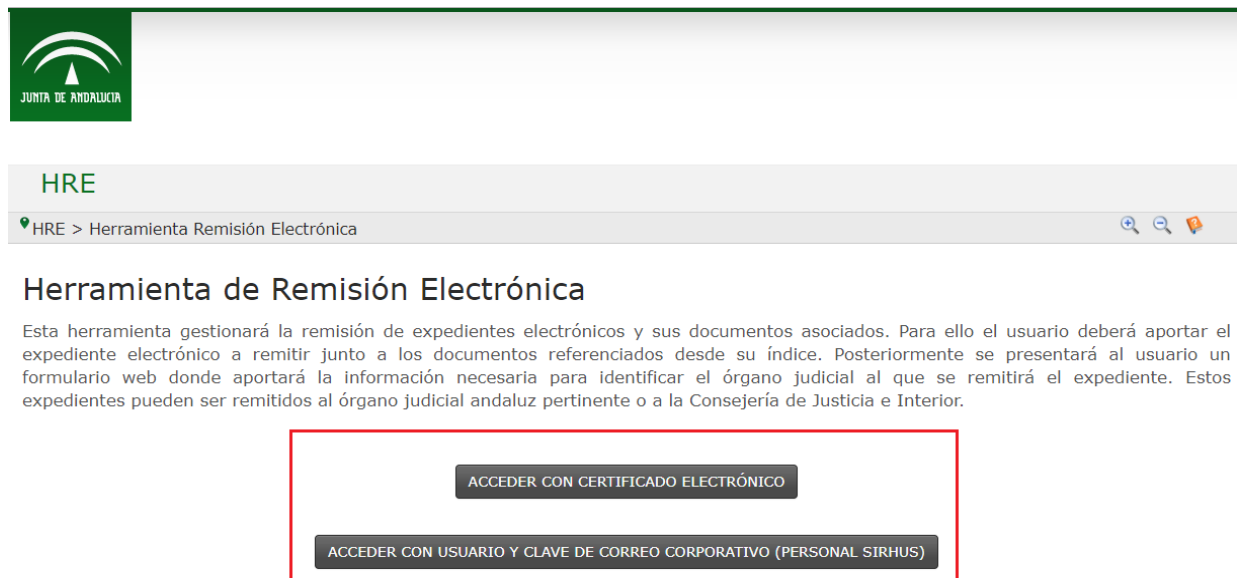 JUNTA DE ANDALUCIA
HRE
HRE > Herramienta Remisión Electrónica
Herramienta de Remisión Electrónica
Esta herramienta gestionará la remisión de expedientes electrónicos y sus documentos asociados. Para ello el usuario deberá aportar el
expediente electrónico a remitir junto a los documentos referenciados desde su índice. Posteriormente se presentará al usuario un
formulario web donde aportará la información necesaria para identificar el órgano judicial al que se remitirá el expediente. Estos
expedientes pueden ser remitidos al órgano judicial andaluz pertinente o a la Consejería de Justicia e Interior.
ACCEDER CON CERTIFICADO ELECTRÓNICO
ACCEDER CON USUARIO Y CLAVE DE CORREO CORPORATIVO (PERSONAL SIRHUS)